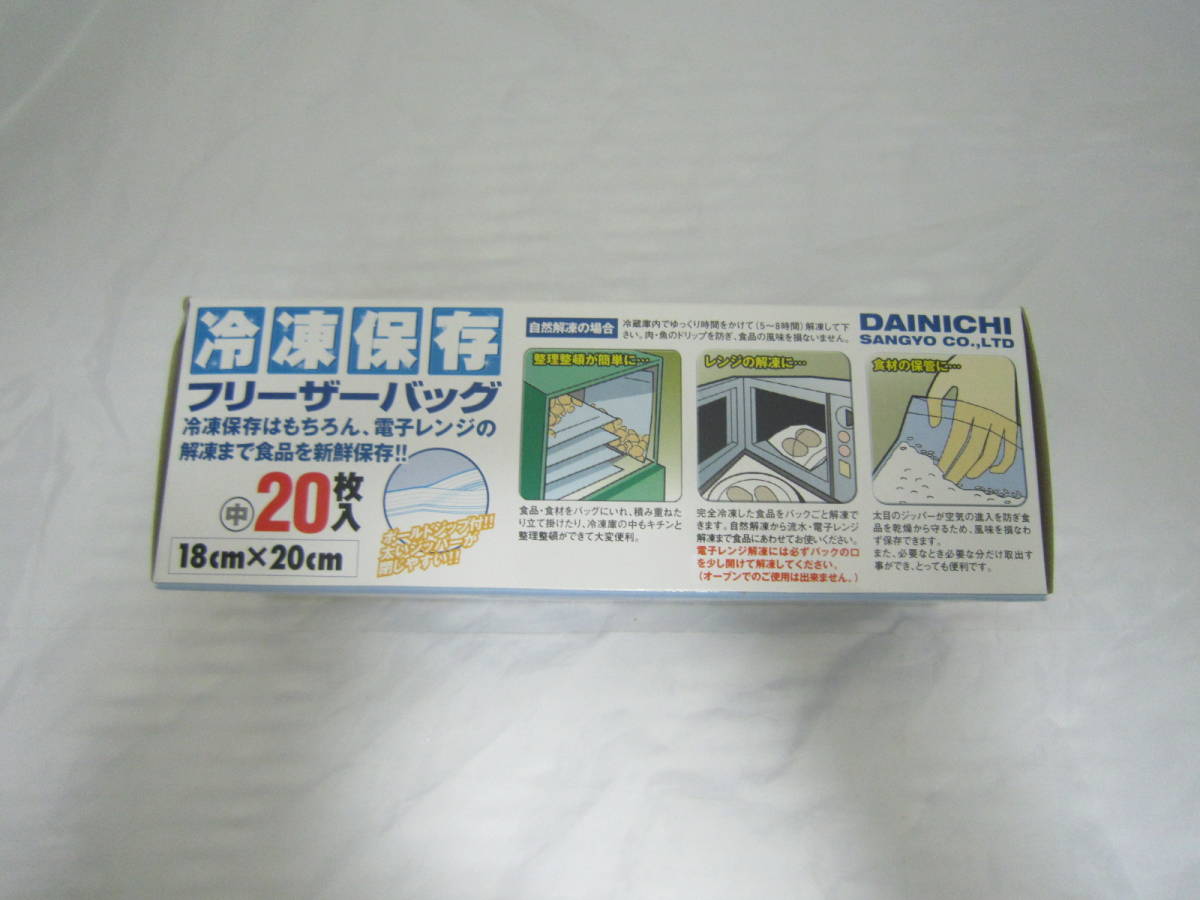 冷凍保存
フリーザーバッグ
冷凍保存はもちろん、電子レンジの
解凍まで食品を新鮮保存!!
中 20枚入
18cm×20cm
ボールドジップ付!!
太いジッパーが
閉じやすい!!
自然解凍の場合
冷蔵庫内でゆっくり時間をかけて(5〜8時間)解凍して下
さい。肉・魚のドリップを防ぎ、食品の風味を損ないません。
DAINICHI
SANGYO CO.,LTD
整理整頓が簡単に…
食品・食材をバッグにいれ、積み重ねた
り立て掛けたり、冷凍庫の中もキチンと
整理整頓ができて大変便利。
レンジの解凍に…
完全冷凍した食品をバックごと解凍で
きます。自然解凍から流水・電子レンジ
解凍まで食品にあわせてお使いください。
電子レンジ解凍には必ずバックの口
を少し開けて解凍してください。
(オーブンでのご使用は出来ません。)
食材の保管に…
太目のジッパーが空気の進入を防ぎ食
品を乾燥から守るため、風味を損なわ
ず保存できます。
また、必要なとき必要な分だけ取出す
事ができ、とっても便利です。